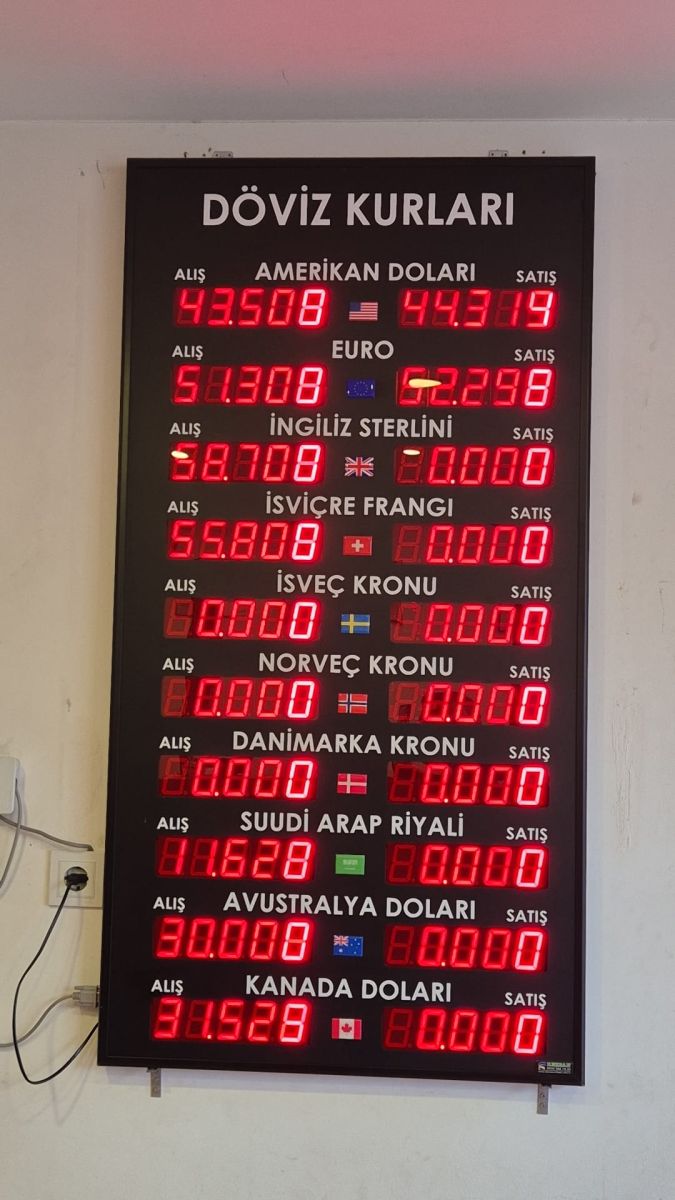 DÖVİZ KURLARI
ALIŞ AMERİKAN DOLARI SATIŞ
43.508 44.319
ALIŞ EURO SATIŞ
51.308
ALIŞ İNGİLİZ STERLİNİ SATIŞ
0.000
ALIŞ İSVİÇRE FRANGI SATIŞ
55.808 0.000
ALIŞ İSVEÇ KRONU SATIŞ
0.000 0.000
ALIŞ NORVEÇ KRONU SATIŞ
0.000 0.000
ALIŞ DANİMARKA KRONU SATIŞ
0.000 0.000
ALIŞ SUUDİ ARAP RİYALİ SATIŞ
11.628 0.000
ALIŞ AVUSTRALYA DOLARI SATIŞ
30.008 0.000
ALIŞ KANADA DOLARI SATIŞ
31.528 0.000